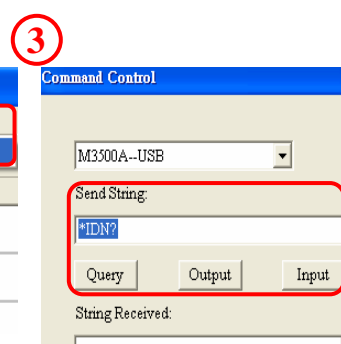 3
Command Control
M3500A--USB
Send String:
*IDN?
Query Output Input
String Received: